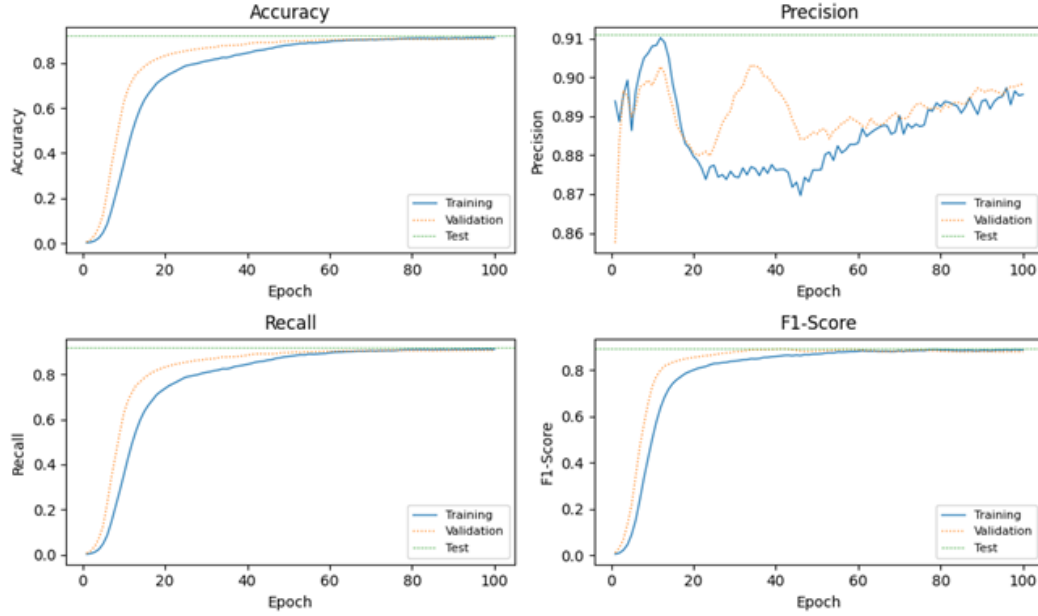 Accuracy
Accuracy
0.8
0.6
0.4
0.2
0.0
0 20 40 60 80 100
Epoch
Training
Validation
Test
Precision
Precision
0.91
0.90
0.89
0.88
0.87
0.86
0 20 40 60 80 100
Epoch
Training
Validation
Test
Recall
Recall
0.8
0.6
0.4
0.2
0.0
0 20 40 60 80 100
Epoch
Training
Validation
Test
F1-Score
F1-Score
0.8
0.6
0.4
0.2
0.0
0 20 40 60 80 100
Epoch
Training
Validation
Test